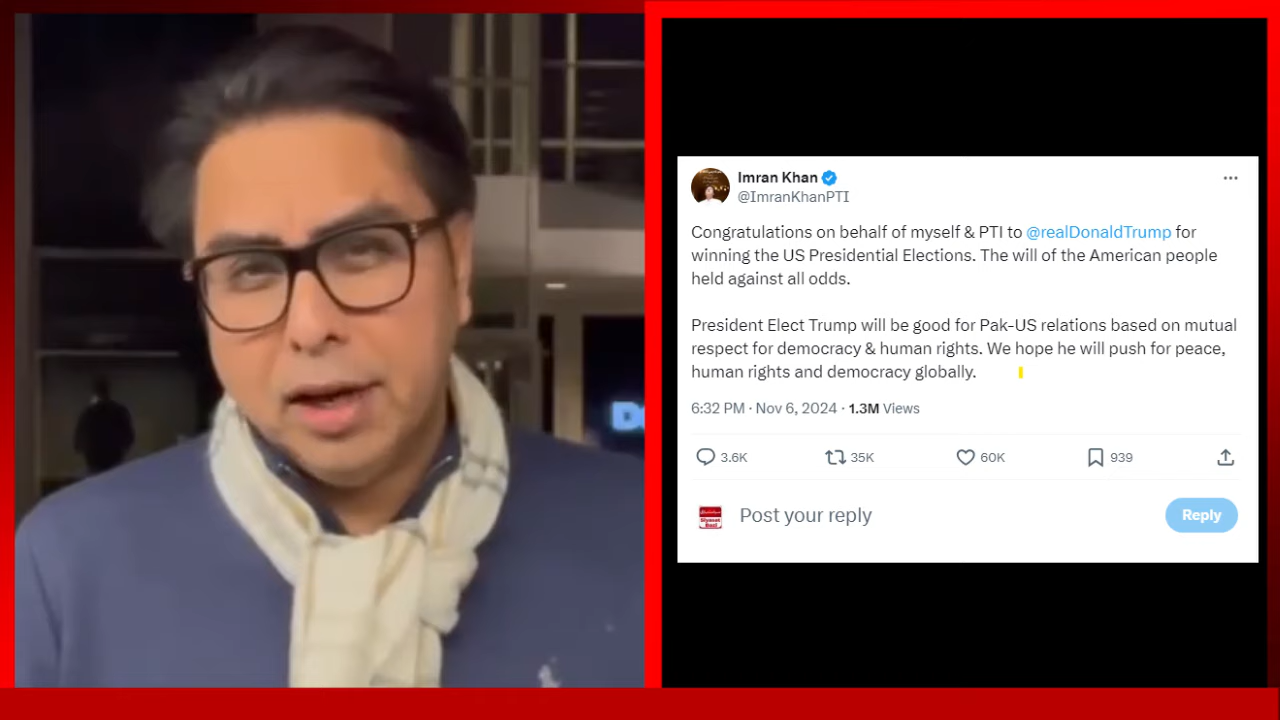 Imran Khan
@ImranKhanPTI
Congratulations on behalf of myself & PTI to @realDonaldTrump for
winning the US Presidential Elections. The will of the American people
held against all odds.
President Elect Trump will be good for Pak-US relations based on mutual
respect for democracy & human rights. We hope he will push for peace,
human rights and democracy globally.
6:32 PM · Nov 6, 2024 · 1.3M Views
3.6K 35K 60K 939
Siyasat
Post your reply
Reply